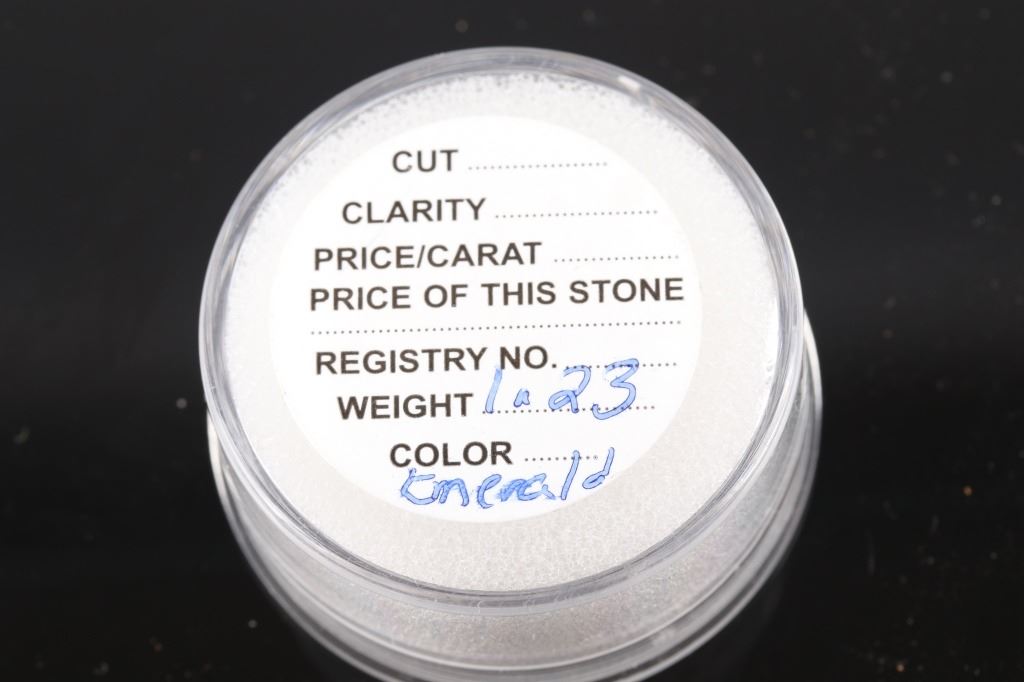 CUT ....................
CLARITY ........................
PRICE/CARAT ..................
PRICE OF THIS STONE
......................................................
REGISTRY NO. ................
WEIGHT 1.23
COLOR ...........
Emerald